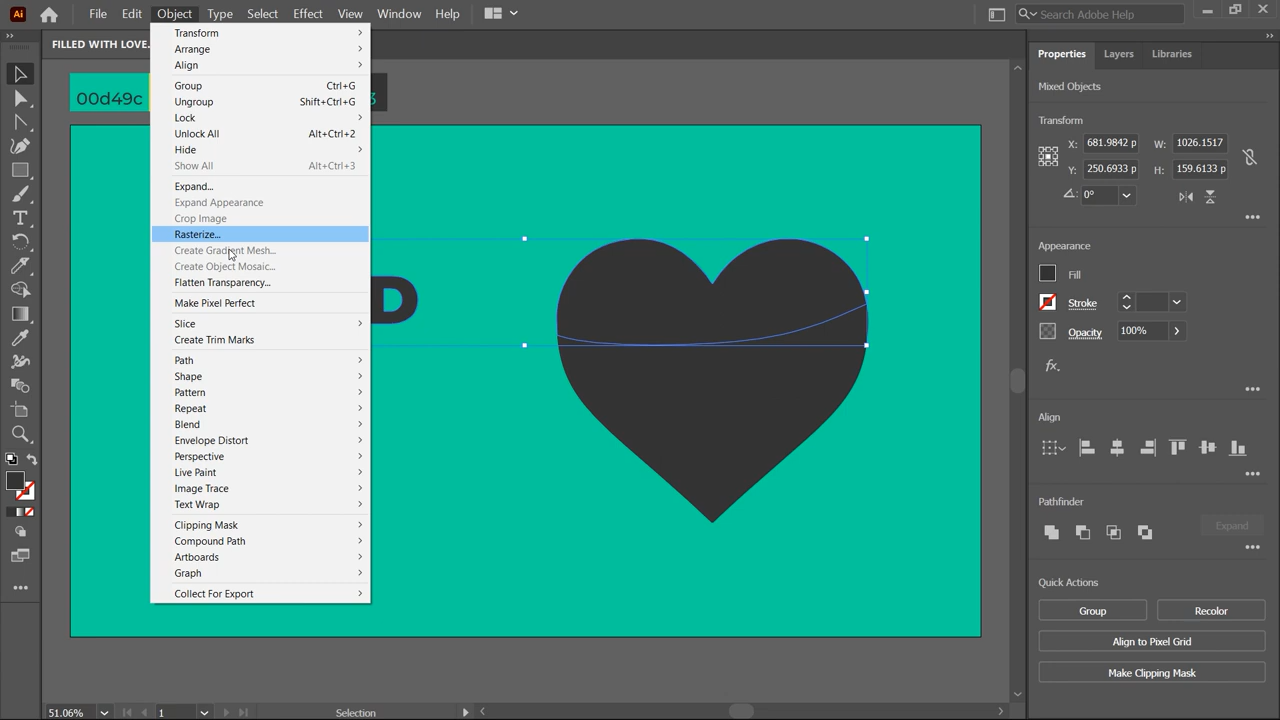 Ai File Edit Object Type Select Effect View Window Help Search Adobe Help
FILLED WITH LOVE.
Properties Layers Libraries
00d49c
3
Transform
Arrange
Align
Group Ctrl+G
Ungroup Shift+Ctrl+G
Lock
Unlock All Alt+Ctrl+2
Hide
Show All Alt+Ctrl+3
Expand...
Expand Appearance
Crop Image
Rasterize...
Create Gradient Mesh...
Create Object Mosaic...
Flatten Transparency...
Make Pixel Perfect
Slice
Create Trim Marks
Path
Shape
Pattern
Repeat
Blend
Envelope Distort
Perspective
Live Paint
Image Trace
Text Wrap
Clipping Mask
Compound Path
Artboards
Graph
Collect For Export
D
Mixed Objects
Transform
X: 681.9842 p W: 1026.1517
Y: 250.6933 p H: 159.6133 p
0°
Appearance
Fill
Stroke
Opacity 100%
fx.
Align
Pathfinder
Expand
Quick Actions
Group Recolor
Align to Pixel Grid
Make Clipping Mask
51.06% 1 Selection